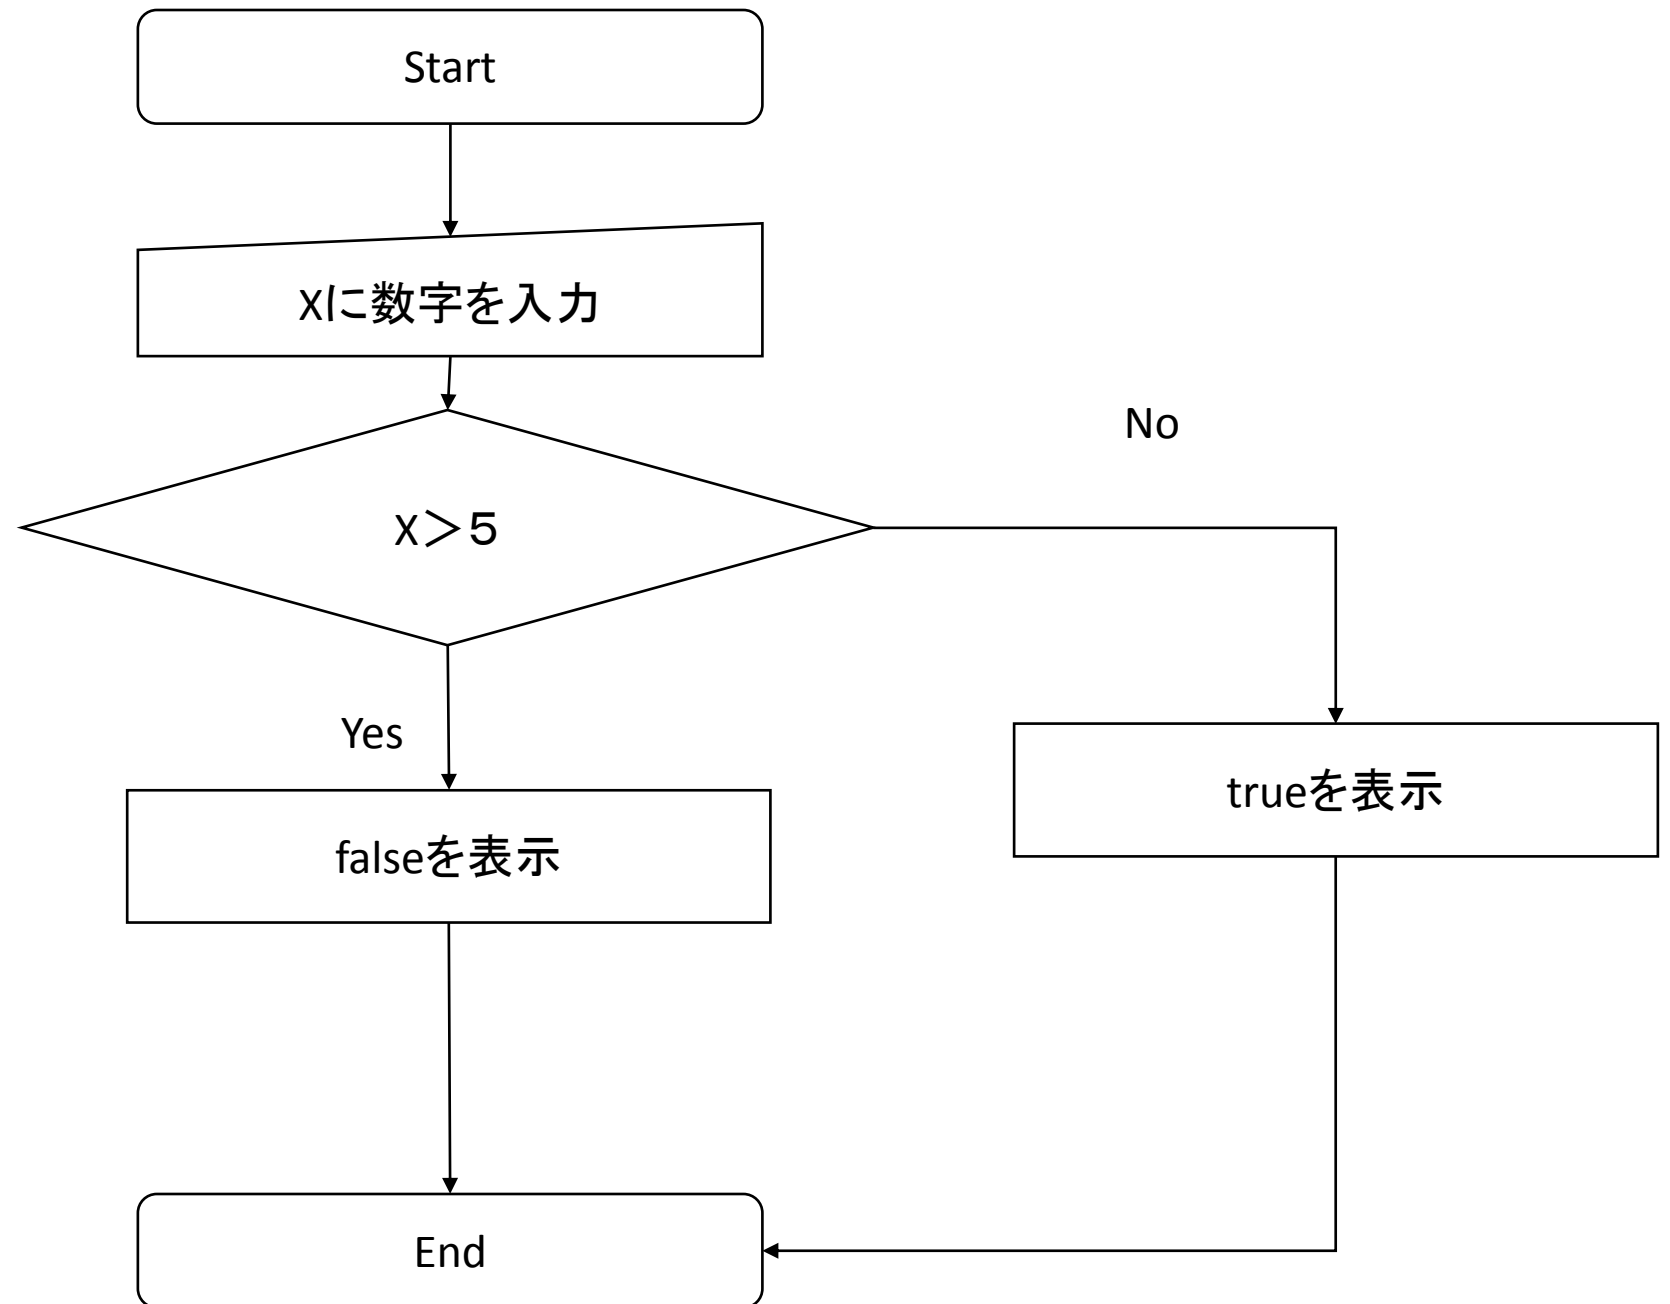 Start
Xに数字を入力
No
X＞５
Yes
trueを表示
falseを表示
End